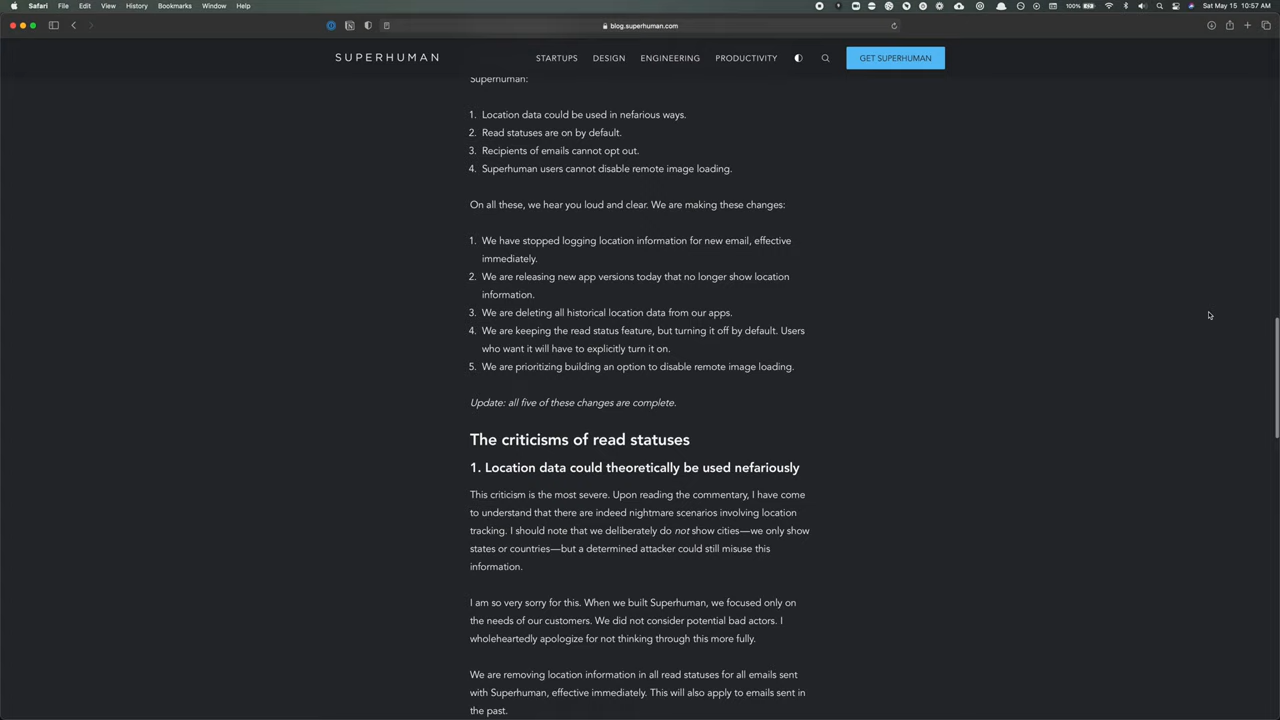 Safari File Edit View History Bookmarks Window Help 100% Sat May 15 10:57 AM
blog.superhuman.com
SUPERHUMAN STARTUPS DESIGN ENGINEERING PRODUCTIVITY GET SUPERHUMAN
Superhuman:
1. Location data could be used in nefarious ways.
2. Read statuses are on by default.
3. Recipients of emails cannot opt out.
4. Superhuman users cannot disable remote image loading.
On all these, we hear you loud and clear. We are making these changes:
1. We have stopped logging location information for new email, effective
immediately.
2. We are releasing new app versions today that no longer show location
information.
3. We are deleting all historical location data from our apps.
4. We are keeping the read status feature, but turning it off by default. Users
who want it will have to explicitly turn it on.
5. We are prioritizing building an option to disable remote image loading.
Update: all five of these changes are complete.
The criticisms of read statuses
1. Location data could theoretically be used nefariously
This criticism is the most severe. Upon reading the commentary, I have come
to understand that there are indeed nightmare scenarios involving location
tracking. I should note that we deliberately do not show cities—we only show
states or countries—but a determined attacker could still misuse this
information.
I am so very sorry for this. When we built Superhuman, we focused only on
the needs of our customers. We did not consider potential bad actors. I
wholeheartedly apologize for not thinking through this more fully.
We are removing location information in all read statuses for all emails sent
with Superhuman, effective immediately. This will also apply to emails sent in
the past.